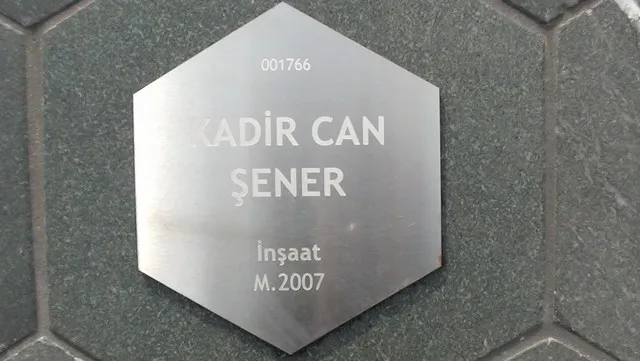 001766
KADİR CAN
ŞENER
İnşaat
M.2007